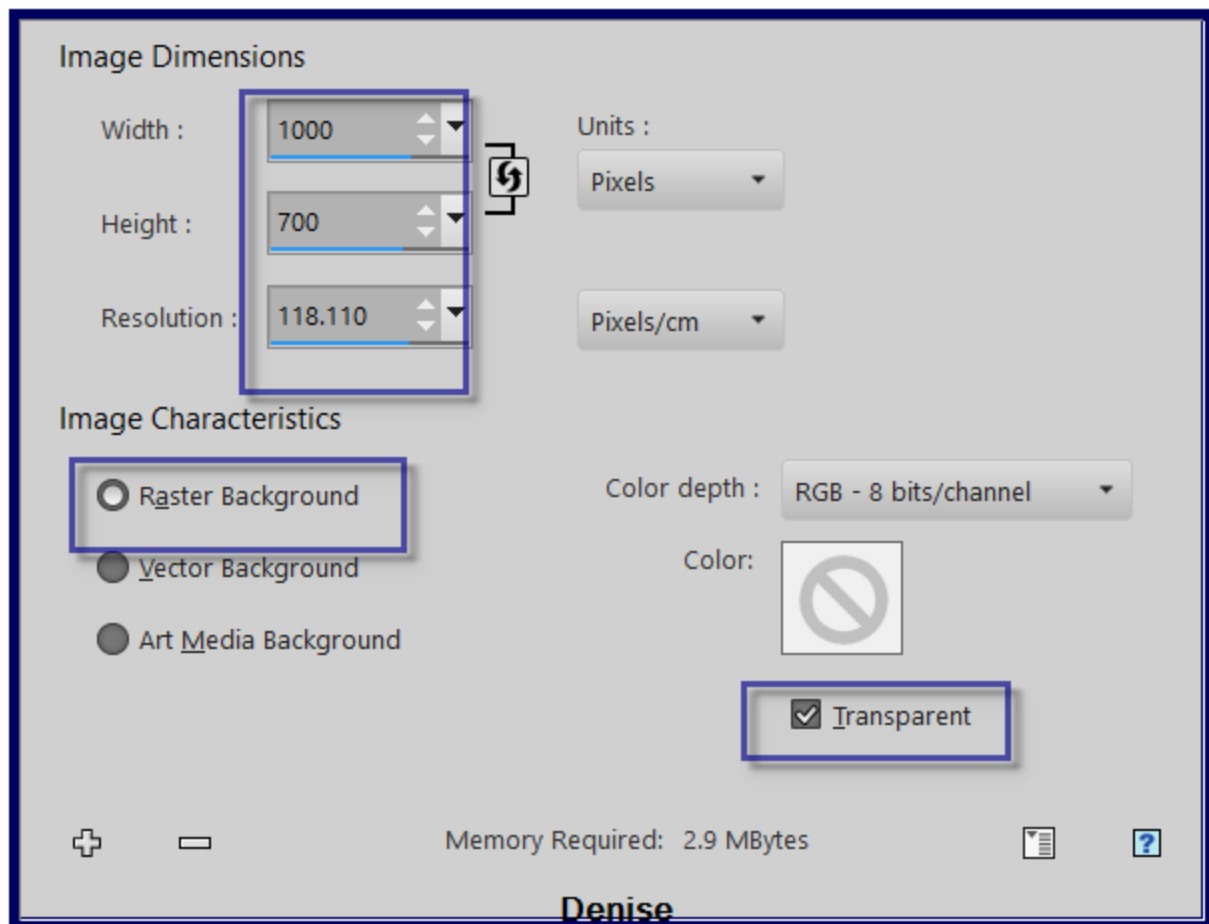 Image Dimensions
Width : 1000
Units :
Pixels
Height : 700
Resolution : 118.110 Pixels/cm
Image Characteristics
Raster Background
Color depth : RGB - 8 bits/channel
Vector Background
Color:
Art Media Background
Transparent
Memory Required: 2.9 MBytes
?
Denise